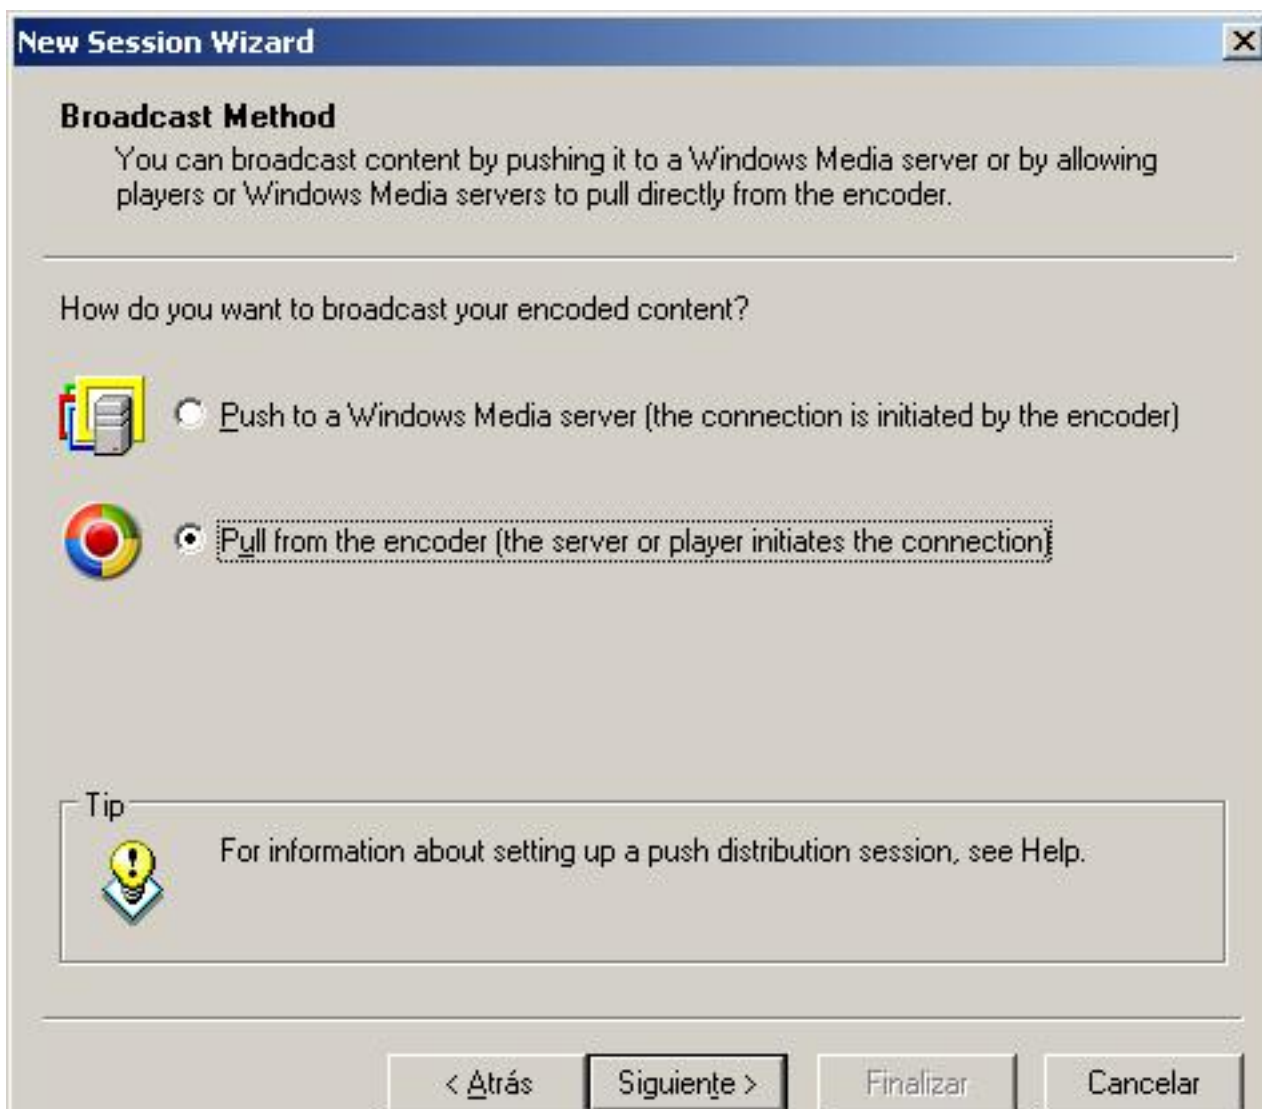 New Session Wizard
Broadcast Method
You can broadcast content by pushing it to a Windows Media server or by allowing
players or Windows Media servers to pull directly from the encoder.
How do you want to broadcast your encoded content?
Push to a Windows Media server (the connection is initiated by the encoder)
Pull from the encoder (the server or player initiates the connection)
Tip
For information about setting up a push distribution session, see Help.
< Atrás Siguiente > Finalizar Cancelar